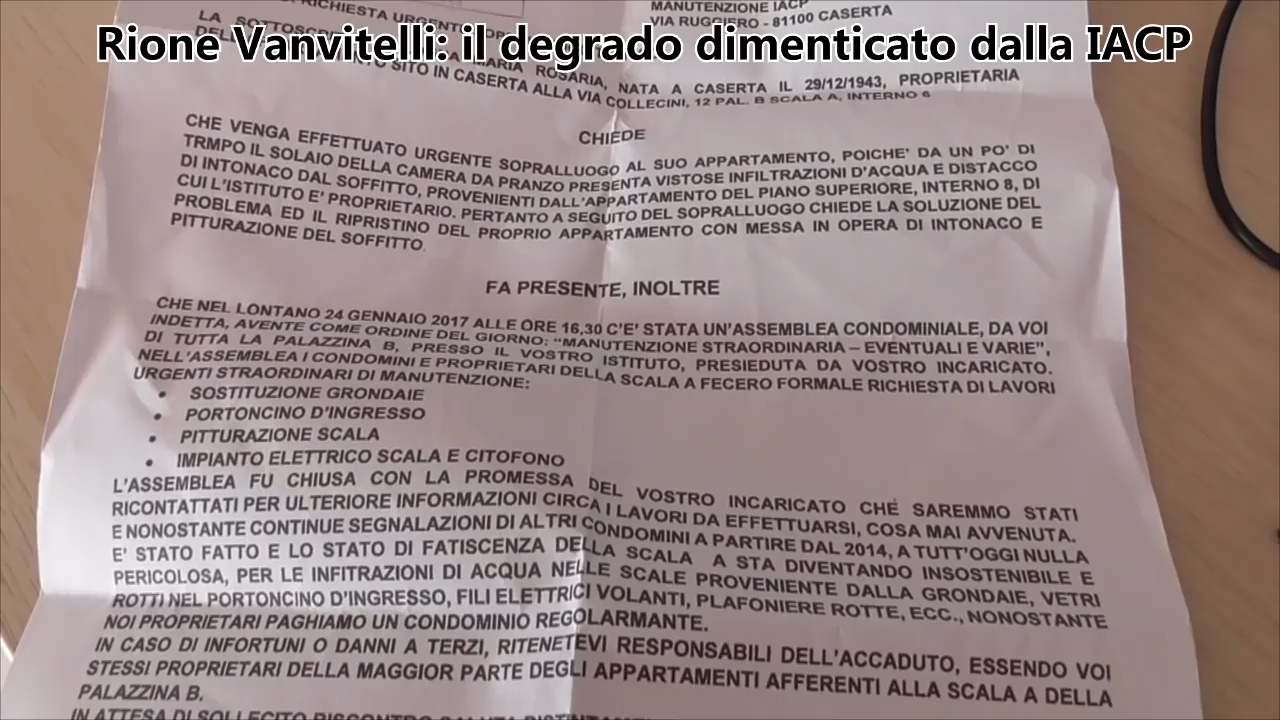 RICHIESTA URGENTE
MANUTENZIONE IACP
VIA RUGGIERO - 81100 CASERTA
Rione Vanvitelli: il degrado dimenticato dalla IACP
LA
MARIA ROSARIA, NATA A CASERTA IL 29/12/1943, PROPRIETARIA
SITO IN CASERTA ALLA VIA COLLECINI, 12 PAL. B SCALA A, INTERNO 6
CHIEDE
CHE VENGA EFFETTUATO URGENTE SOPRALLUOGO AL SUO APPARTAMENTO, POICHE' DA UN PO' DI
TRMPO IL SOLAIO DELLA CAMERA DA PRANZO PRESENTA VISTOSE INFILTRAZIONI D'ACQUA E DISTACCO
DI INTONACO DAL SOFFITTO, PROVENIENTI DALL'APPARTAMENTO DEL PIANO SUPERIORE, INTERNO 8, DI
CUI L'ISTITUTO E' PROPRIETARIO. PERTANTO A SEGUITO DEL SOPRALLUOGO CHIEDE LA SOLUZIONE DEL
PROBLEMA ED IL RIPRISTINO DEL PROPRIO APPARTAMENTO CON MESSA IN OPERA DI INTONACO E
PITTURAZIONE DEL SOFFITTO
FA PRESENTE, INOLTRE
CHE NEL LONTANO 24 GENNAIO 2017 ALLE ORE 16,30 C'E' STATA UN'ASSEMBLEA CONDOMINIALE, DA VOI
INDETTA, AVENTE COME ORDINE DEL GIORNO: "MANUTENZIONE STRAORDINARIA – EVENTUALI E VARIE",
DI TUTTA LA PALAZZINA B, PRESSO IL VOSTRO ISTITUTO, PRESIEDUTA DA VOSTRO INCARICATO.
NELL'ASSEMBLEA I CONDOMINI E PROPRIETARI DELLA SCALA A FECERO FORMALE RICHIESTA DI LAVORI
URGENTI STRAORDINARI DI MANUTENZIONE:
• SOSTITUZIONE GRONDAIE
• PORTONCINO D'INGRESSO
• PITTURAZIONE SCALA
• IMPIANTO ELETTRICO SCALA E CITOFONO
L'ASSEMBLEA FU CHIUSA CON LA PROMESSA DEL VOSTRO INCARICATO CHE SAREMMO STATI
RICONTATTATI PER ULTERIORE INFORMAZIONI CIRCA I LAVORI DA EFFETTUARSI, COSA MAI AVVENUTA.
E NONOSTANTE CONTINUE SEGNALAZIONI DI ALTRI CONDOMINI A PARTIRE DAL 2014, A TUTT'OGGI NULLA
E' STATO FATTO E LO STATO DI FATISCENZA DELLA SCALA A STA DIVENTANDO INSOSTENIBILE E
PERICOLOSA, PER LE INFITRAZIONI DI ACQUA NELLE SCALE PROVENIENTE DALLA GRONDAIE, VETRI
ROTTI NEL PORTONCINO D'INGRESSO, FILI ELETTRICI VOLANTI, PLAFONIERE ROTTE, ECC., NONOSTANTE
NOI PROPRIETARI PAGHIAMO UN CONDOMINIO REGOLARMANTE.
IN CASO DI INFORTUNI O DANNI A TERZI, RITENETEVI RESPONSABILI DELL'ACCADUTO, ESSENDO VOI
STESSI PROPRIETARI DELLA MAGGIOR PARTE DEGLI APPARTAMENTI AFFERENTI ALLA SCALA A DELLA
PALAZZINA B.
IN ATTESA DI SOLLECITO RISCONTRO